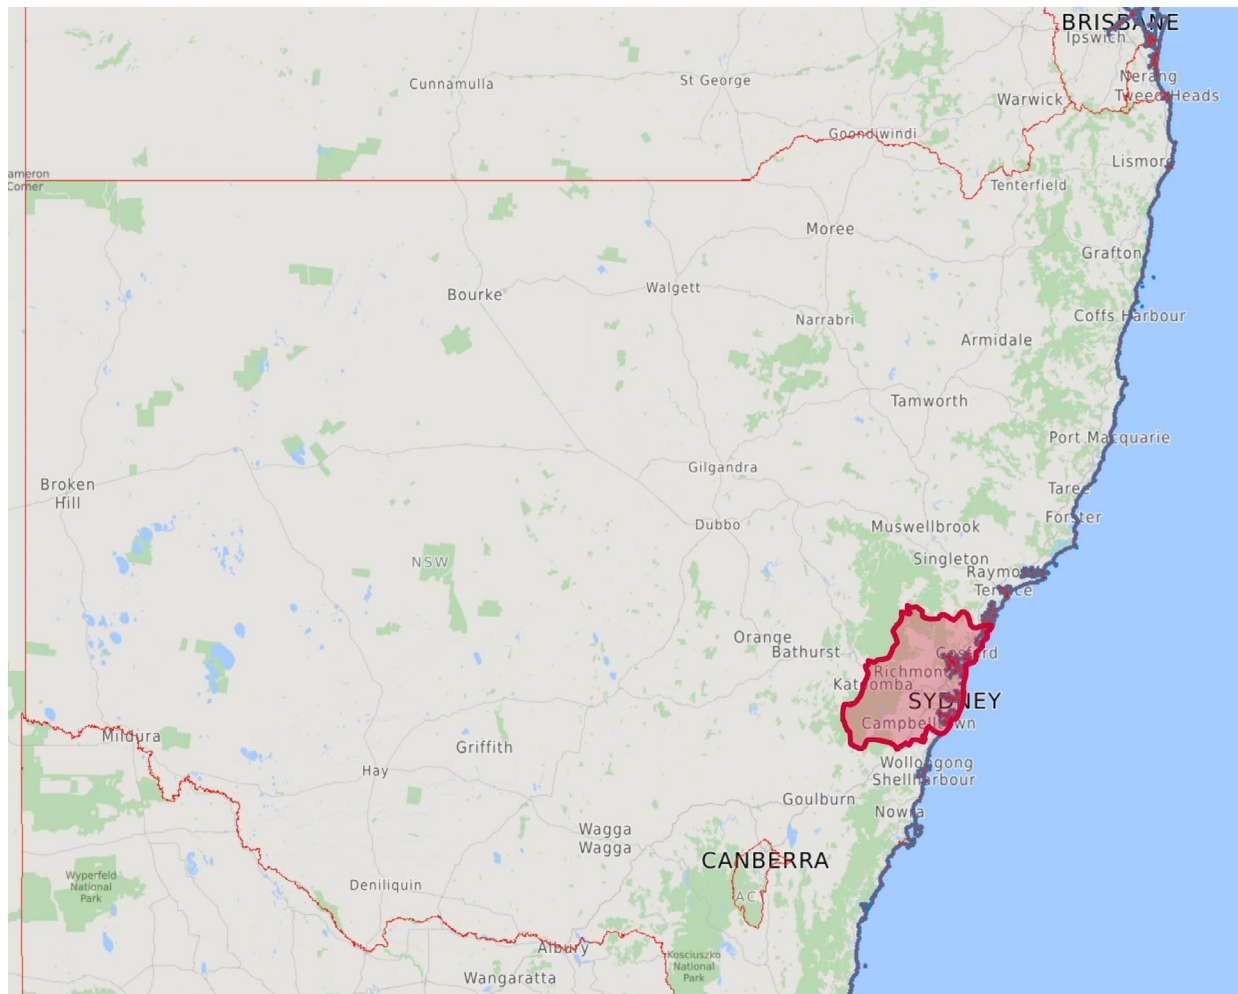 BRISBANE
Ipswich
Nerang
Tweed Heads
Cunnamulla
St George
Warwick
Goondiwindi
Lismore
ameron
Corner
Tenterfield
Moree
Grafton
Bourke
Walgett
Narrabri
Coffs Harbour
Armidale
Tamworth
Port Macquarie
Gilgandra
Broken
Hill
Taree
Forster
Dubbo
Muswellbrook
NSW
Singleton
Raymond
Terrace
Orange
Bathurst
Gosford
Richmond
Katoomba
SYDNEY
Campbelltown
Mildura
Griffith
Hay
Wollongong
Shellharbour
Goulburn
Nowra
Wagga
Wagga
CANBERRA
Wyperfeld
National
Park
Deniliquin
AC
Albury
Kosciuszko
National
Park
Wangaratta